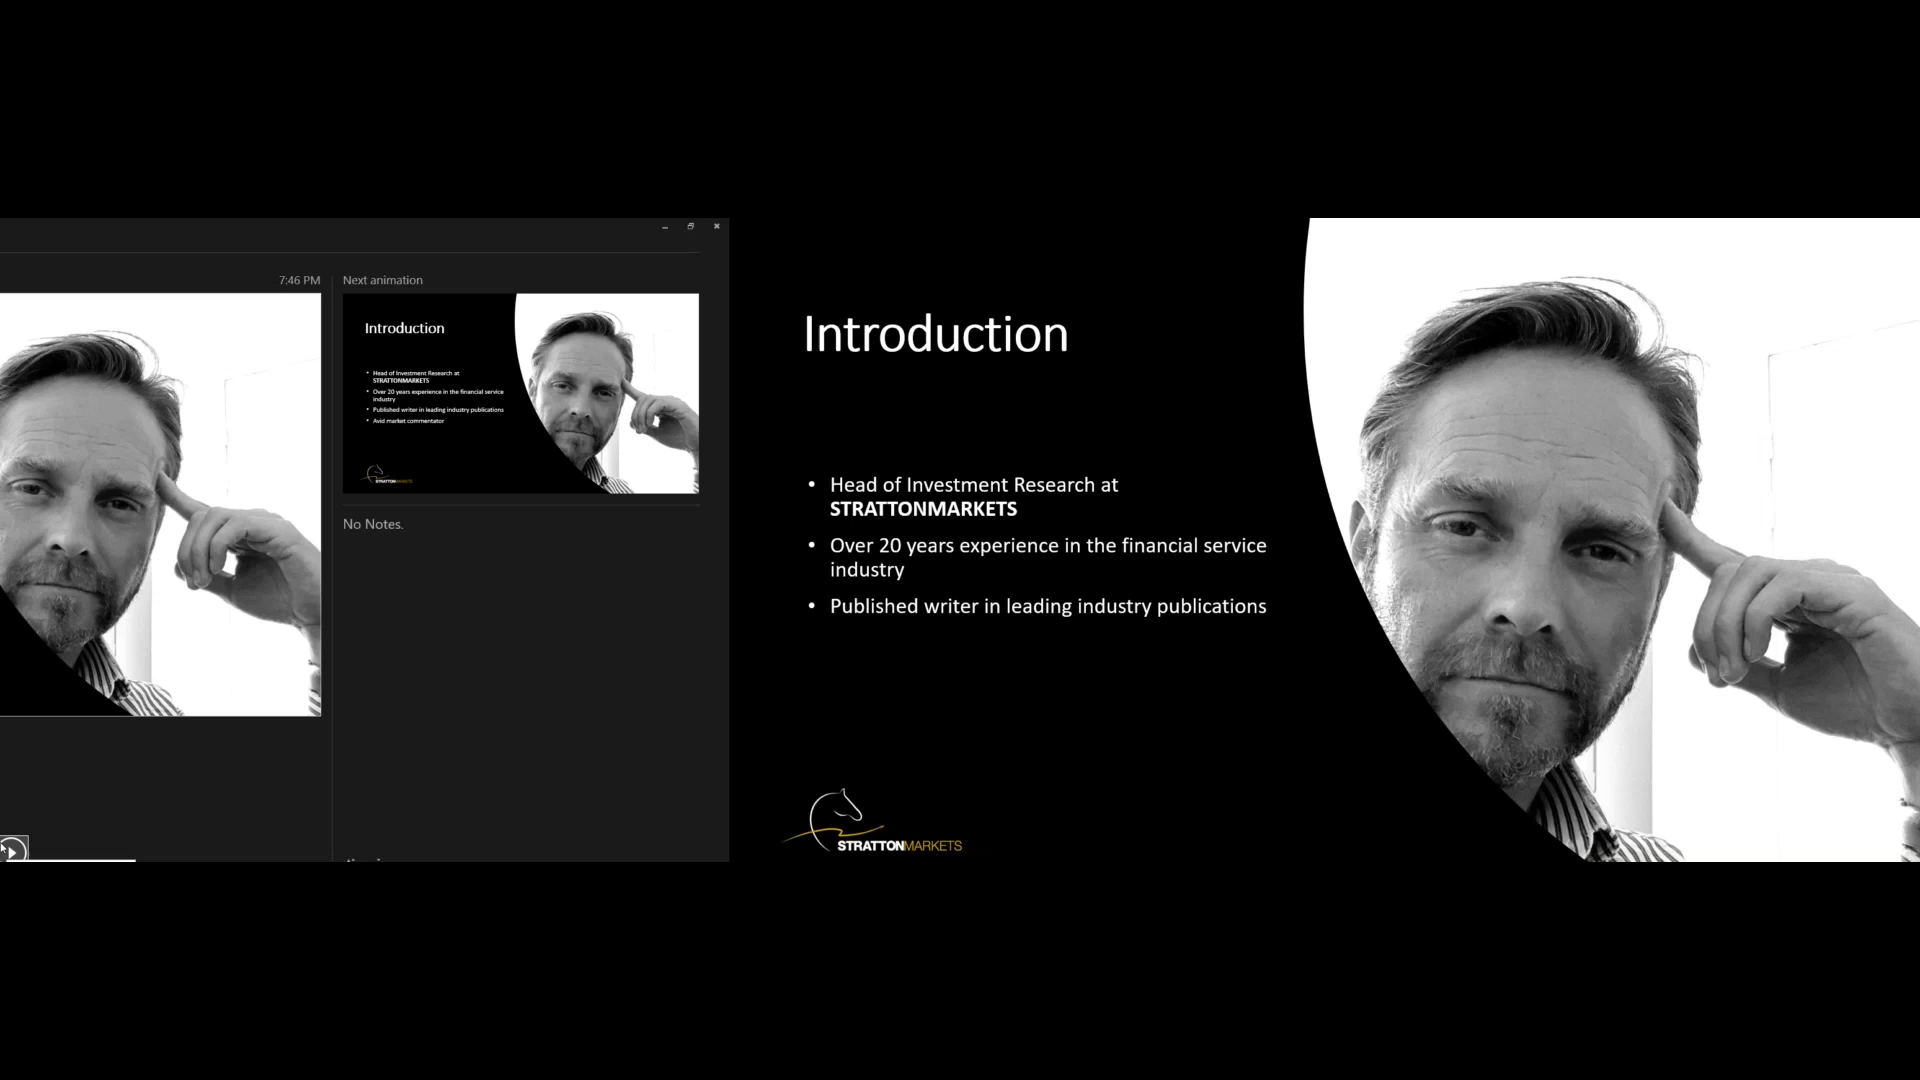 7:46 PM
Next animation
Introduction
• Head of Investment Research at
STRATTONMARKETS
• Over 20 years experience in the financial service
industry
• Published writer in leading industry publications
• Avid market commentator
STRATTONMARKETS
No Notes.
Introduction
• Head of Investment Research at
STRATTONMARKETS
• Over 20 years experience in the financial service
industry
• Published writer in leading industry publications
STRATTONMARKETS